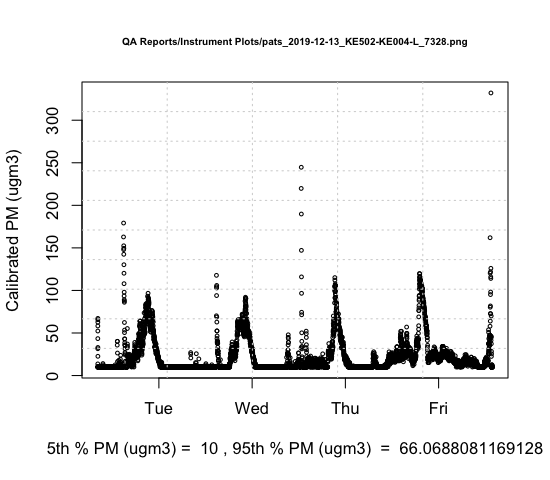 QA Reports/Instrument Plots/pats_2019-12-13_KE502-KE004-L_7328.png
Calibrated PM (ugm3)
300
250
200
150
100
50
0
Tue Wed Thu Fri
5th % PM (ugm3) = 10 , 95th % PM (ugm3) = 66.0688081169128